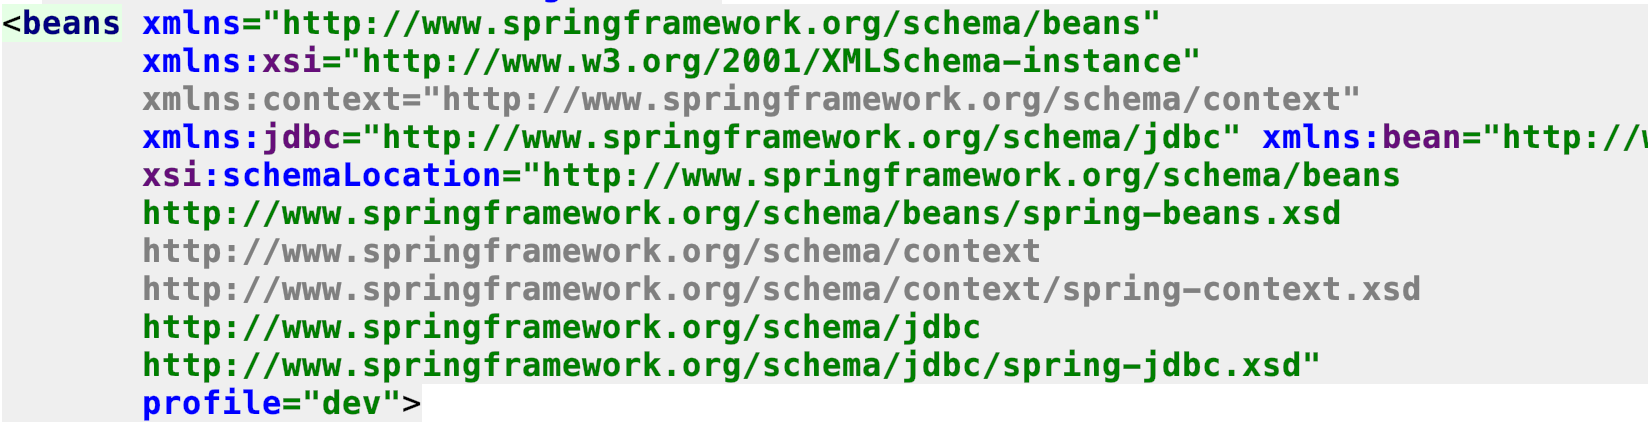 <beans xmlns="http://www.springframework.org/schema/beans"
xmlns:xsi="http://www.w3.org/2001/XMLSchema-instance"
xmlns:context="http://www.springframework.org/schema/context"
xmlns:jdbc="http://www.springframework.org/schema/jdbc" xmlns:bean="http://
xsi:schemaLocation="http://www.springframework.org/schema/beans
http://www.springframework.org/schema/beans/spring-beans.xsd
http://www.springframework.org/schema/context
http://www.springframework.org/schema/context/spring-context.xsd
http://www.springframework.org/schema/jdbc
http://www.springframework.org/schema/jdbc/spring-jdbc.xsd"
profile="dev">